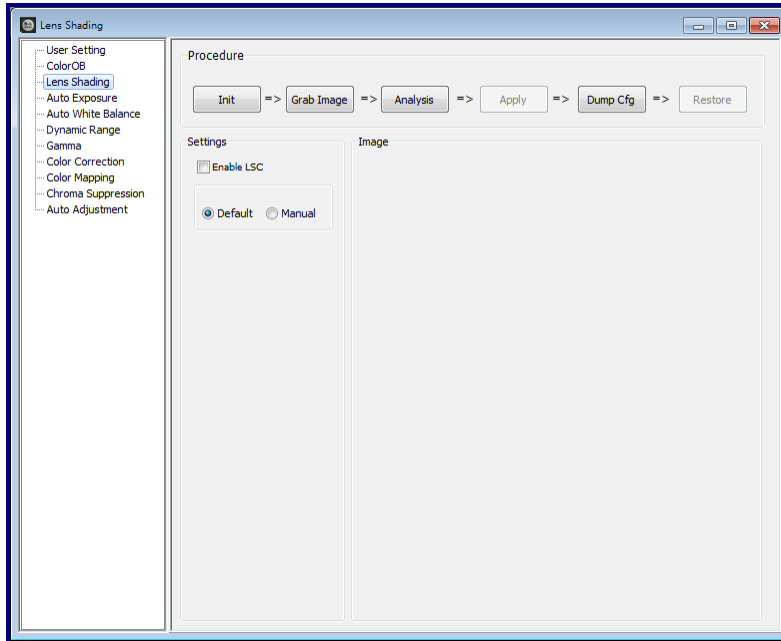 Lens Shading
User Setting
ColorOB
Lens Shading
Auto Exposure
Auto White Balance
Dynamic Range
Gamma
Color Correction
Color Mapping
Chroma Suppression
Auto Adjustment
Procedure
Init => Grab Image => Analysis => Apply => Dump Cfg => Restore
Settings
Enable LSC
Default Manual
Image